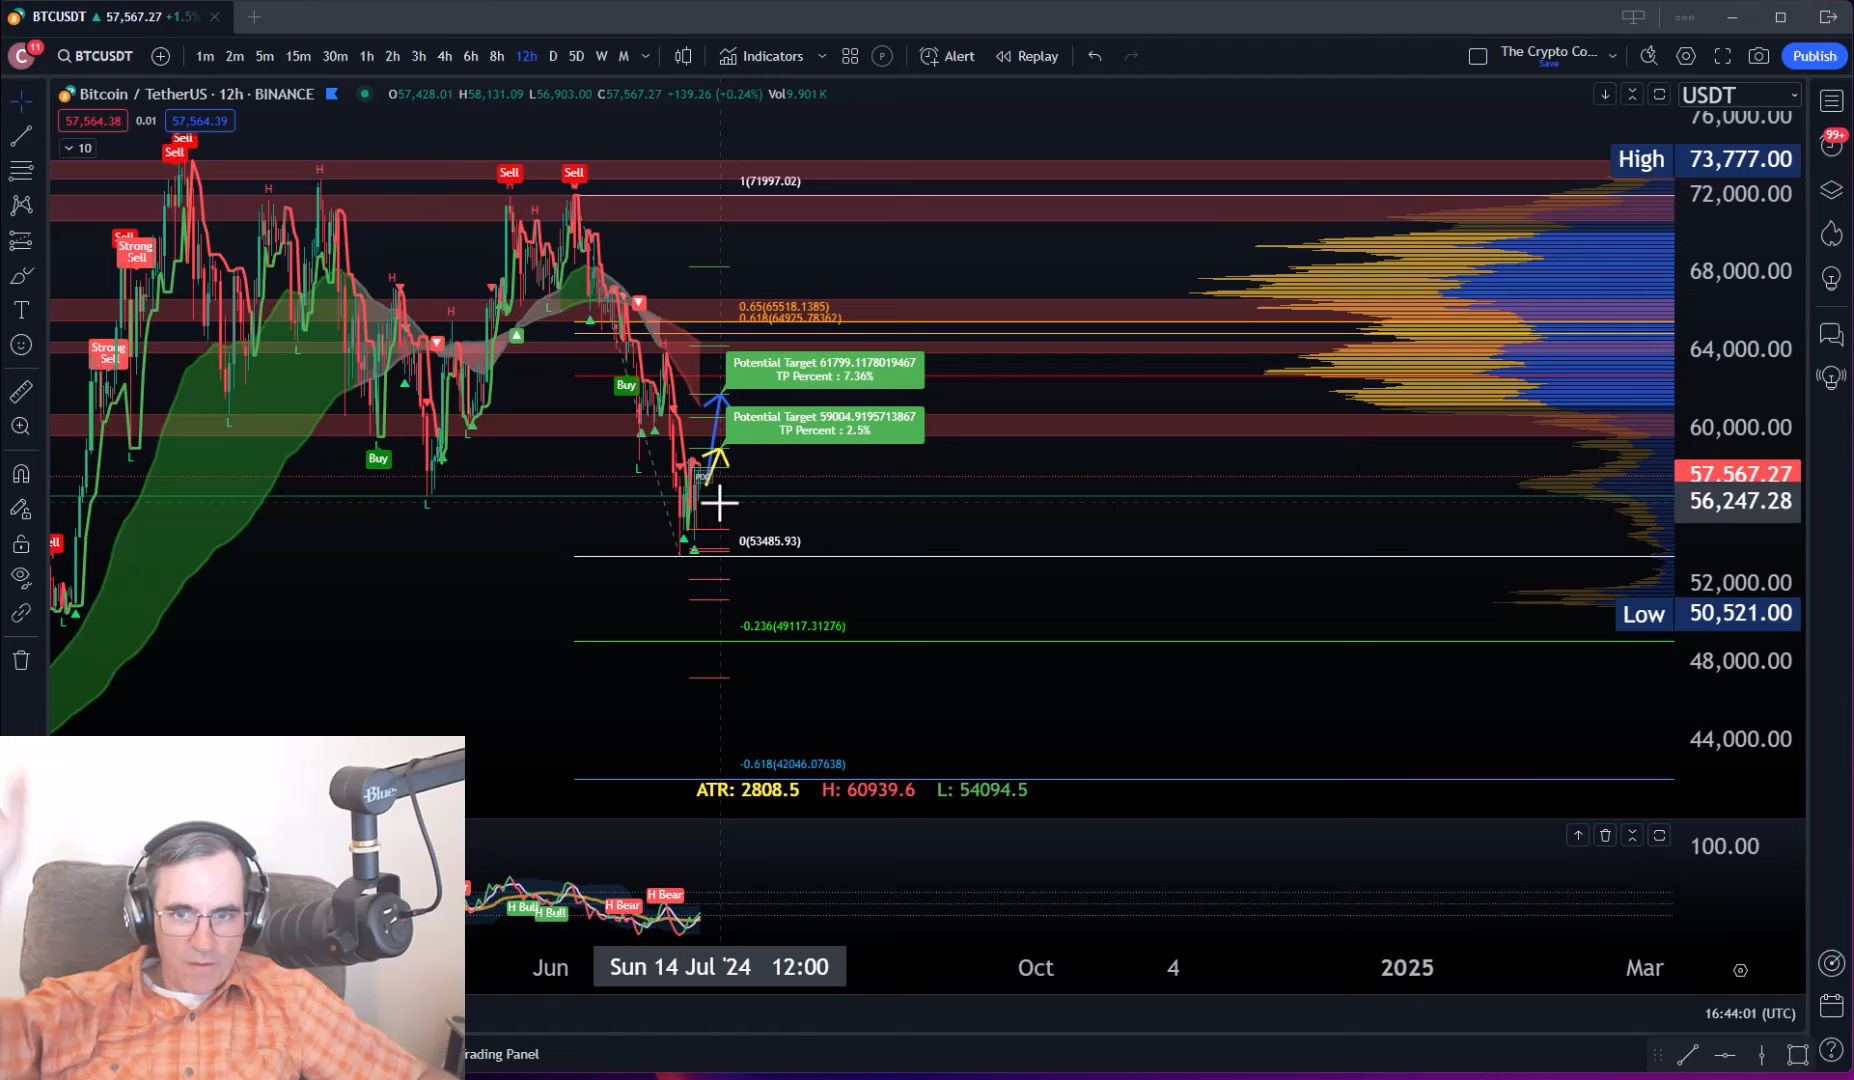 BTCUSDT ▲ 57,567.27 +1.5%
C 11
BTCUSDT 1m 2m 5m 15m 30m 1h 2h 3h 4h 6h 8h 12h D 5D W M Indicators P Alert Replay The Crypto Co... Publish
Save
Bitcoin / TetherUS · 12h · BINANCE O57,428.01 H58,131.09 L56,903.00 C57,567.27 +139.26 (+0.24%) Vol9.901K USDT
57,564.38 0.01 57,564.39
76,000.00
99+
Sell
10
Sell
High 73,777.00
H
Sell
Sell
1(71997.02)
H
72,000.00
H
Sell
Strong
Sell
68,000.00
H
H
L
0.65(65518.1385)
0.618(64925.78362)
Strong
Sell
L
H
64,000.00
Potential Target 61799.1178019467
TP Percent : 7.36%
Buy
Potential Target 59004.9195713867
TP Percent : 2.5%
60,000.00
L
L
L
Buy
L
57,567.27
L
56,247.28
0(53485.93)
52,000.00
L
Low 50,521.00
-0.236(49117.31276)
48,000.00
44,000.00
-0.618(42046.07638)
ATR: 2808.5 H: 60939.6 L: 54094.5
Blue
100.00
H Bear
H Bull
H Bull
H Bear
Jun Sun 14 Jul '24 12:00 Oct 4 2025 Mar
16:44:01 (UTC)
rading Panel